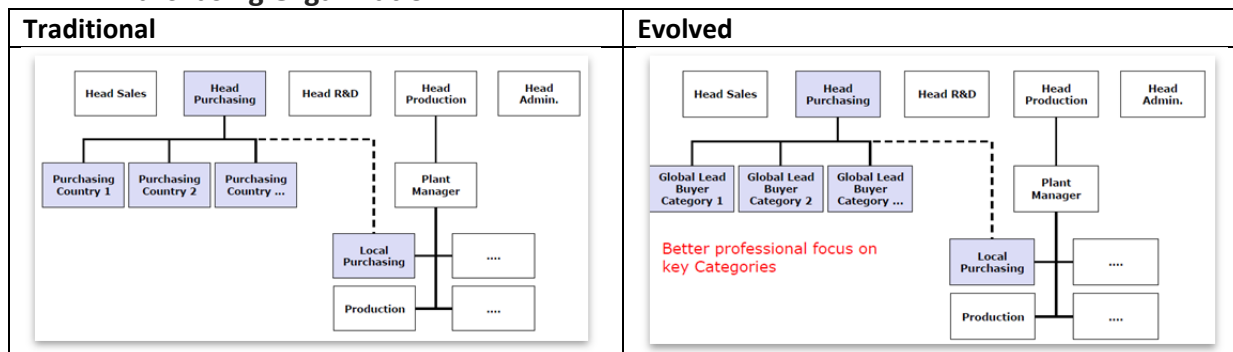 Traditional
Evolved
Head Sales
Head
Purchasing
Head R&D
Head
Production
Head
Admin.
Purchasing
Country 1
Purchasing
Country 2
Purchasing
Country ...
Plant
Manager
Local
Purchasing
....
Production
....
Head Sales
Head
Purchasing
Head R&D
Head
Production
Head
Admin.
Global Lead
Buyer
Category 1
Global Lead
Buyer
Category 2
Global Lead
Buyer
Category ...
Plant
Manager
Better professional focus on
key Categories
Local
Purchasing
....
Production
....